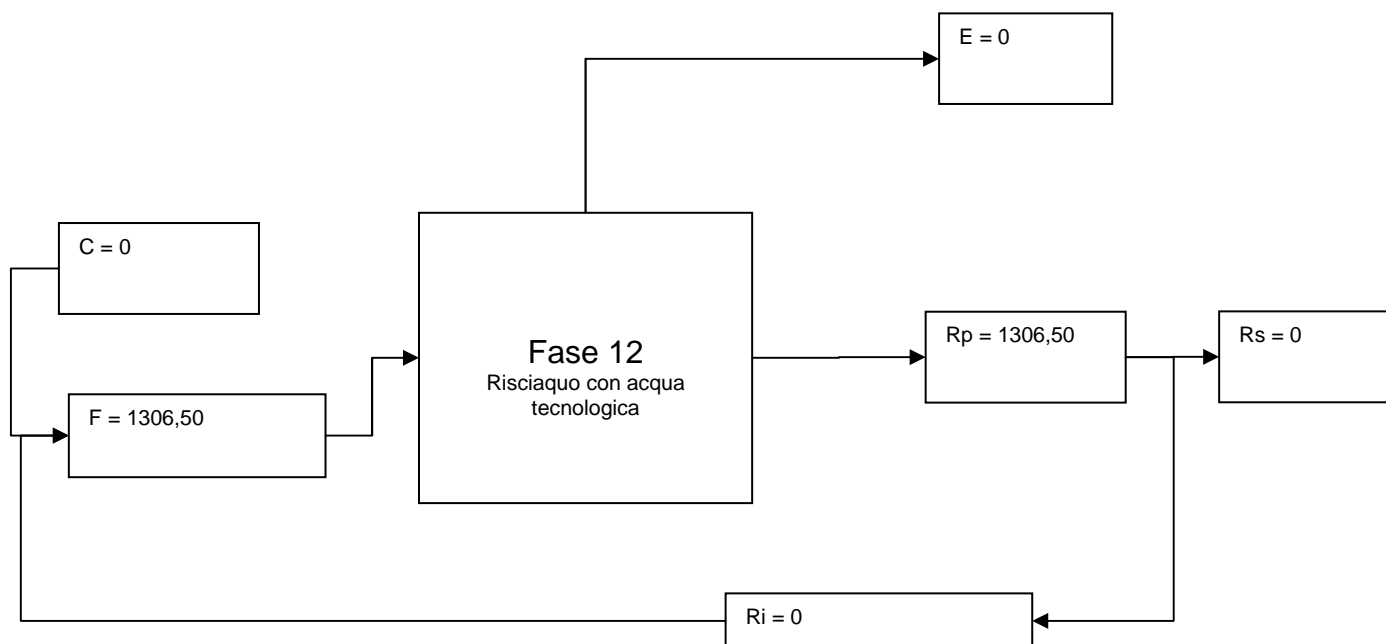 E = 0
C = 0
Fase 12
Risciaquo con acqua
tecnologica
Rp = 1306,50
Rs = 0
F = 1306,50
Ri = 0